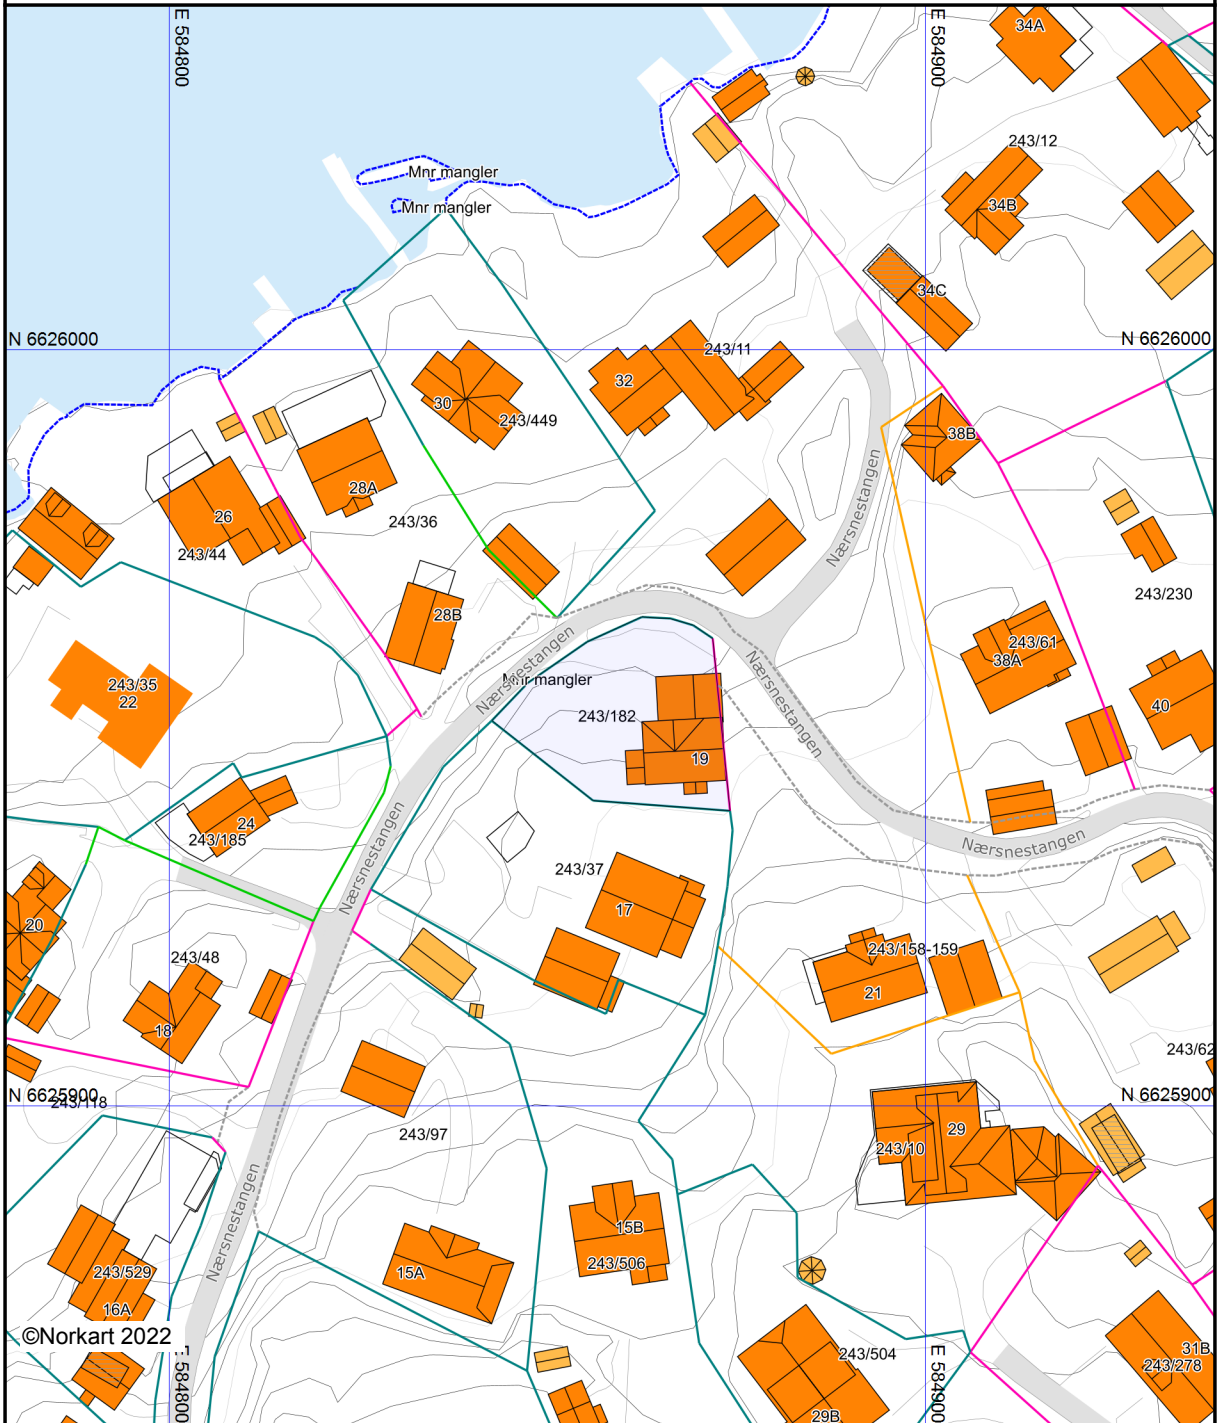 E 584800
E 584900
34A
243/12
Mnr mangler
Mnr mangler
34B
34C
N 6626000
N 6626000
243/11
32
30
243/449
38B
28A
26
243/36
243/44
Nærsnestangen
28B
243/230
243/61
38A
Nærsnestangen
Mnr mangler
243/35
22
243/182
Nærsnestangen
40
19
24
243/185
Nærsnestangen
Nærsnestangen
243/37
17
20
243/48
243/158-159
21
18
243/62
N 6625900
N 6625900
243/118
243/97
29
243/10
Nærsnestangen
15B
243/506
15A
243/529
16A
©Norkart 2022
E 584800
E 584900
243/504
31B
243/278
29B